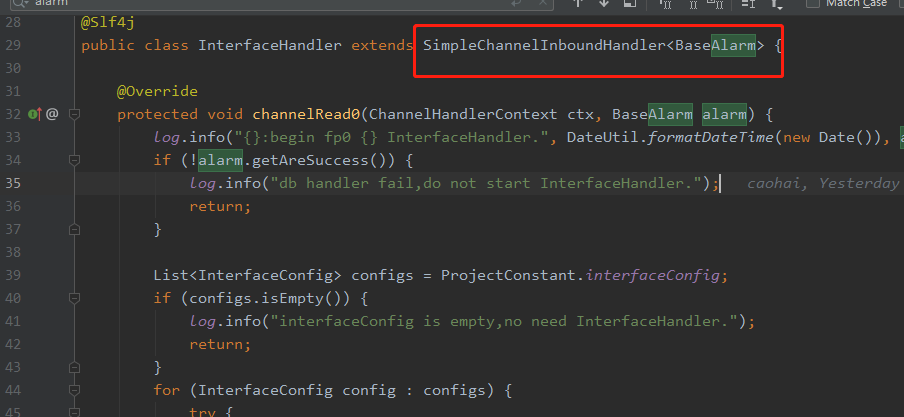 alarm Match Case
28 @Slf4j
29 public class InterfaceHandler extends SimpleChannelInboundHandler<BaseAlarm> {
30
31 @Override
32 protected void channelRead0(ChannelHandlerContext ctx, BaseAlarm alarm) {
33 log.info("{}:begin fp0 {} InterfaceHandler.", DateUtil.formatDateTime(new Date()),
34 if (!alarm.getAreSuccess()) {
35 log.info("db handler fail,do not start InterfaceHandler."); caohai, Yesterday
36 return;
37 }
38
39 List<InterfaceConfig> configs = ProjectConstant.interfaceConfig;
40 if (configs.isEmpty()) {
41 log.info("interfaceConfig is empty,no need InterfaceHandler.");
42 return;
43 }
44 for (InterfaceConfig config : configs) {
45 try {